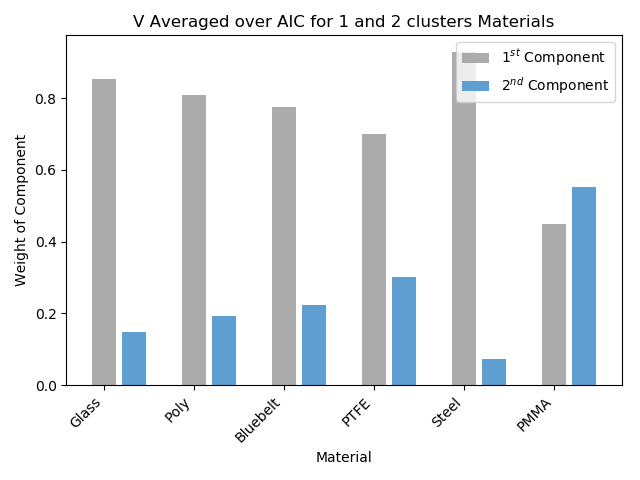 V Averaged over AIC for 1 and 2 clusters Materials
1st Component
2nd Component
Weight of Component
0.8
0.6
0.4
0.2
0.0
Glass
Poly
Bluebelt
PTFE
Steel
PMMA
Material